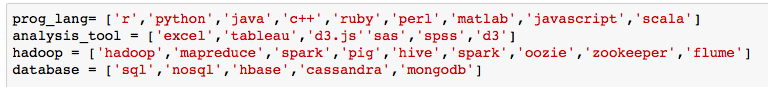 prog_lang= ['r','python','java','c++','ruby','perl','matlab','javascript','scala']
analysis_tool = ['excel','tableau','d3.js''sas','spss','d3']
hadoop = ['hadoop','mapreduce','spark','pig','hive','spark','oozie','zookeeper','flume']
database = ['sql','nosql','hbase','cassandra','mongodb']